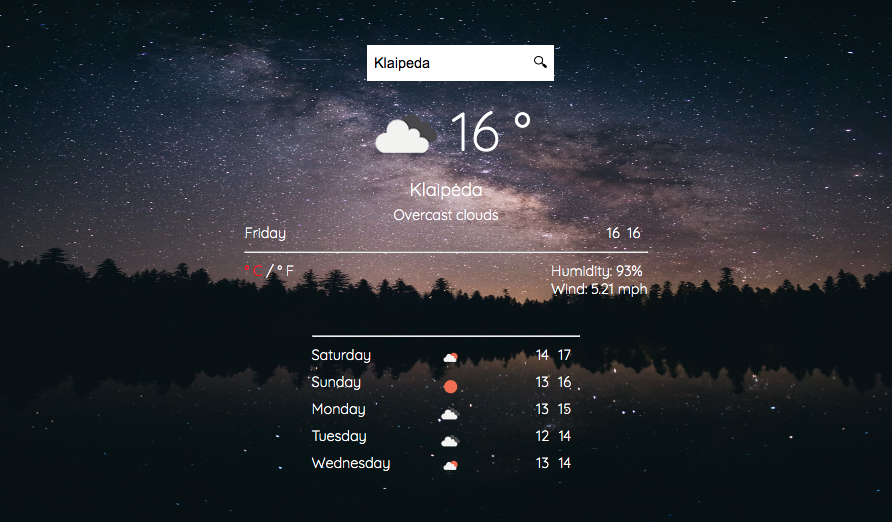 Klaipeda
16 °
Klaipėda
Overcast clouds
Friday 16 16
° C / ° F Humidity: 93%
Wind: 5.21 mph
Saturday 14 17
Sunday 13 16
Monday 13 15
Tuesday 12 14
Wednesday 13 14